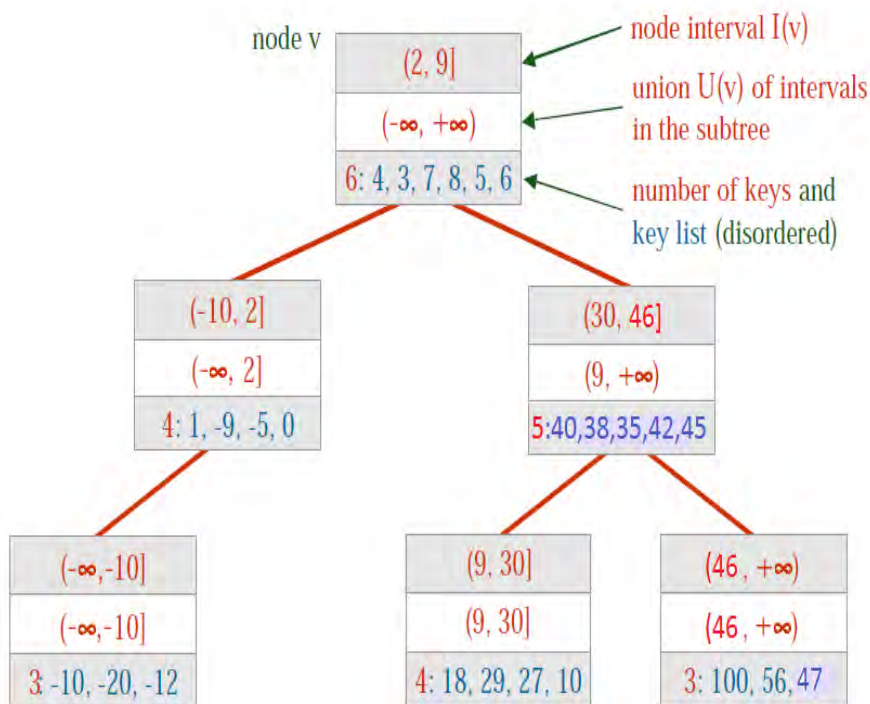 node v
(2, 9]
node interval I(v)
(-∞, +∞)
union U(v) of intervals
in the subtree
6: 4, 3, 7, 8, 5, 6
number of keys and
key list (disordered)
(-10, 2]
(-∞, 2]
4: 1, -9, -5, 0
(30, 46]
(9, +∞)
5:40,38,35,42,45
(-∞,-10]
(-∞,-10]
3: -10, -20, -12
(9, 30]
(9, 30]
4: 18, 29, 27, 10
(46 , +∞)
(46 , +∞)
3: 100, 56, 47